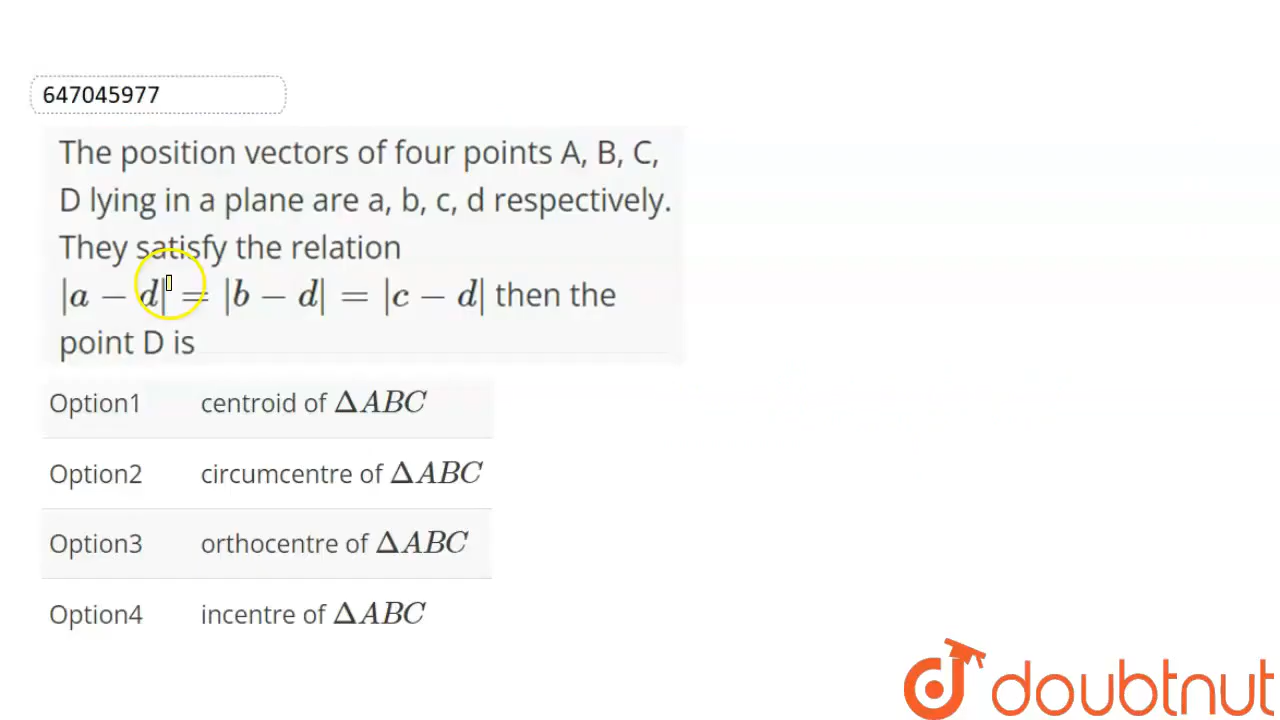 647045977
The position vectors of four points A, B, C,
D lying in a plane are a, b, c, d respectively.
They satisfy the relation
|a − d| = |b − d| = |c − d| then the
point D is
Option1 centroid of ΔABC
Option2 circumcentre of ΔABC
Option3 orthocentre of ΔABC
Option4 incentre of ΔABC
doubtnut